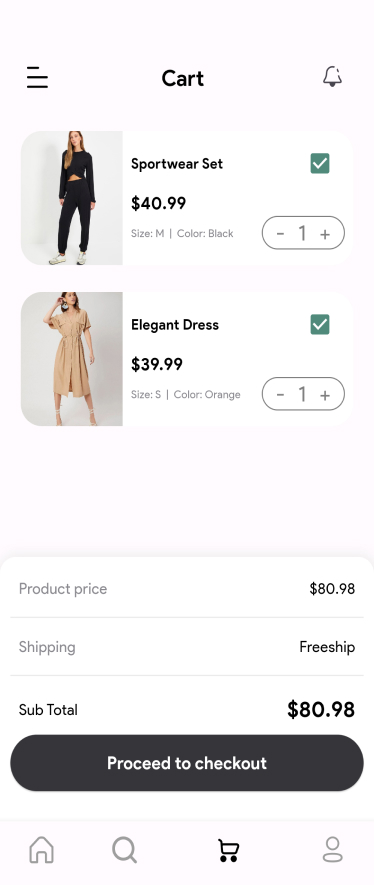 Cart
Sportwear Set
$40.99
Size: M | Color: Black
- 1 +
Elegant Dress
$39.99
Size: S | Color: Orange
- 1 +
Product price $80.98
Shipping Freeship
Sub Total $80.98
Proceed to checkout